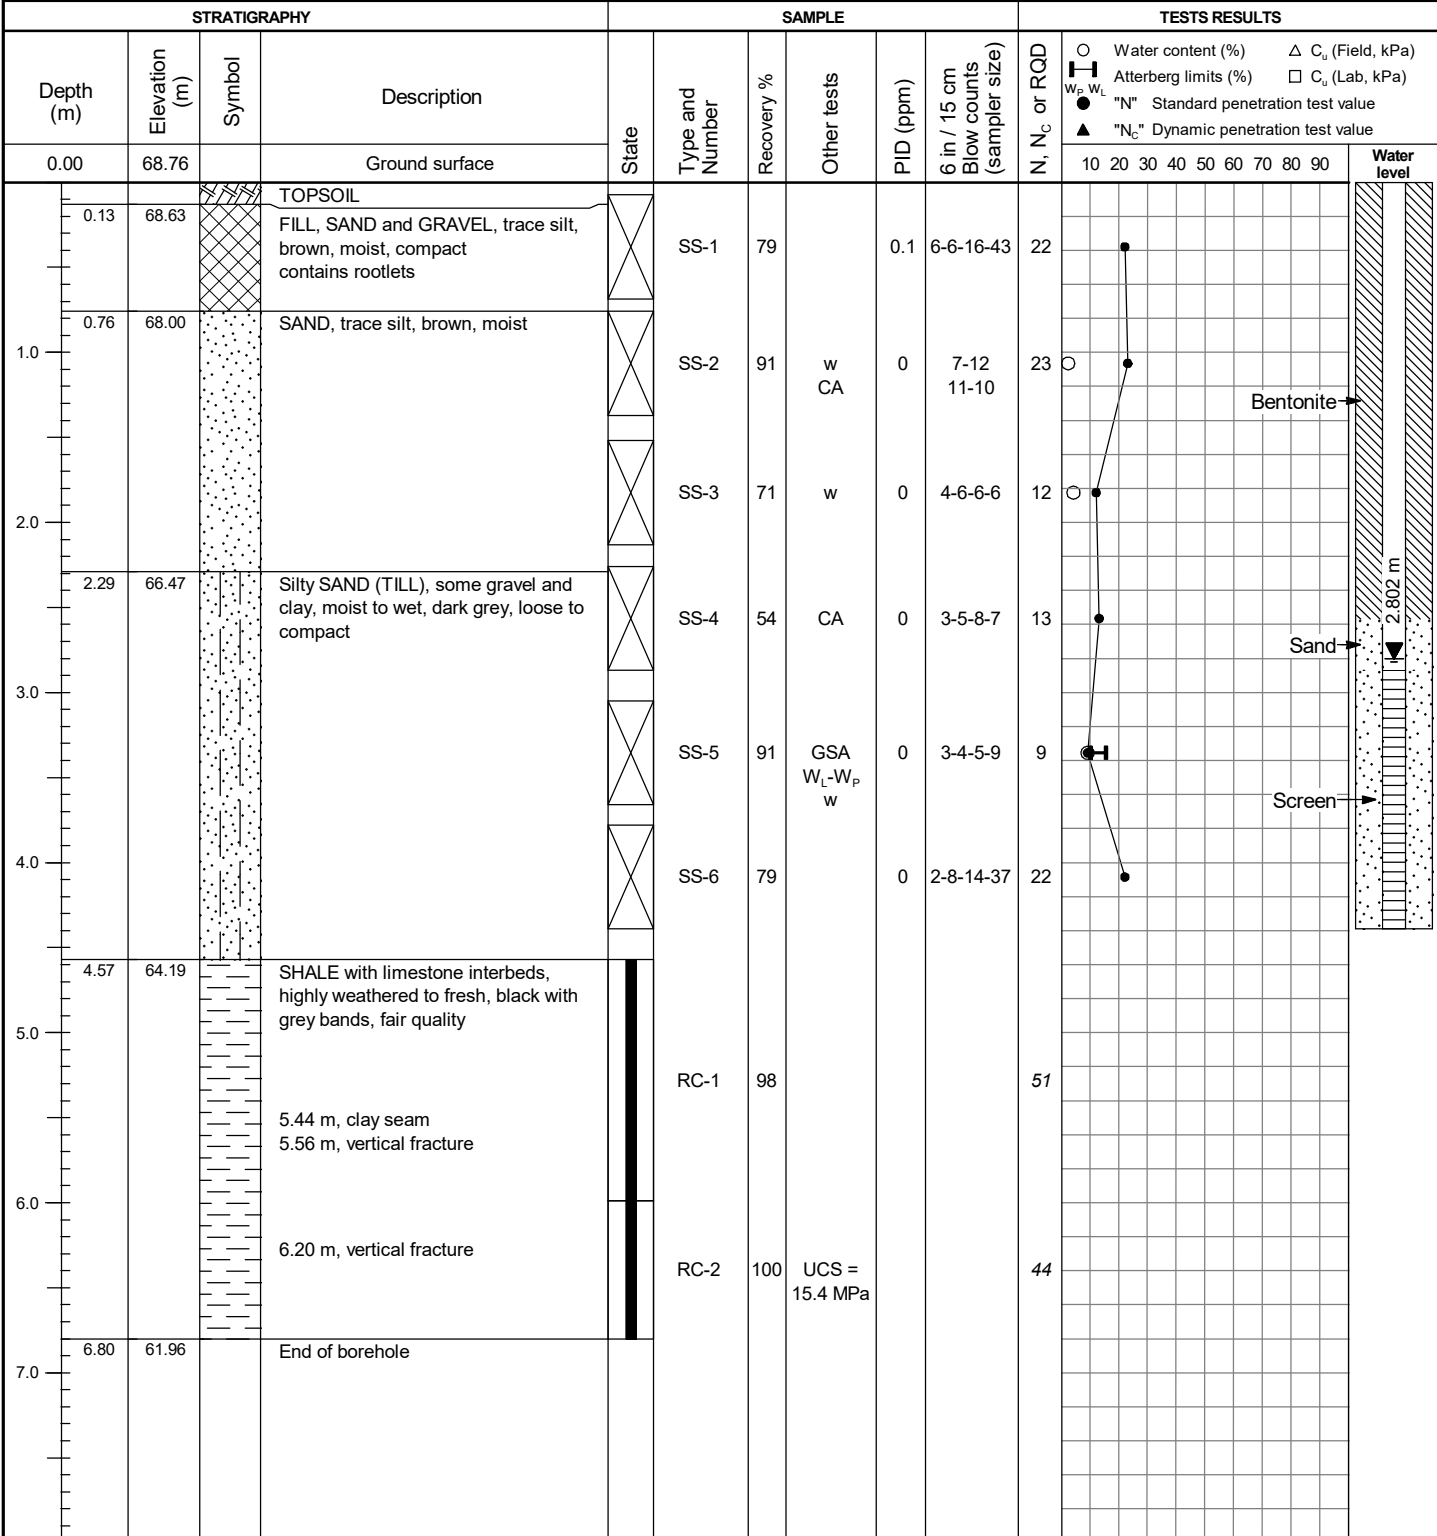 STRATIGRAPHY SAMPLE TESTS RESULTS
Depth (m)
Elevation (m)
Symbol
Description
State
Type and Number
Recovery %
Other tests
PID (ppm)
6 in / 15 cm Blow counts (sampler size)
N, N_C or RQD
○ Water content (%) △ C_u (Field, kPa)
Atterberg limits (%) □ C_u (Lab, kPa)
W_P W_L
● "N" Standard penetration test value
▲ "N_C" Dynamic penetration test value
0.00 68.76 Ground surface
10 20 30 40 50 60 70 80 90
Water level
TOPSOIL
0.13 68.63 FILL, SAND and GRAVEL, trace silt,
brown, moist, compact
contains rootlets
SS-1 79 0.1 6-6-16-43 22
0.76 68.00 SAND, trace silt, brown, moist
1.0
SS-2 91 w 0 7-12 23
CA 11-10
Bentonite
SS-3 71 w 0 4-6-6-6 12
2.0
2.29 66.47 Silty SAND (TILL), some gravel and
clay, moist to wet, dark grey, loose to
compact
SS-4 54 CA 0 3-5-8-7 13
2.802 m
Sand
3.0
SS-5 91 GSA 0 3-4-5-9 9
W_L-W_P
w
Screen
4.0
SS-6 79 0 2-8-14-37 22
4.57 64.19 SHALE with limestone interbeds,
highly weathered to fresh, black with
grey bands, fair quality
5.0
RC-1 98 51
5.44 m, clay seam
5.56 m, vertical fracture
6.0
6.20 m, vertical fracture
RC-2 100 UCS = 44
15.4 MPa
6.80 61.96 End of borehole
7.0